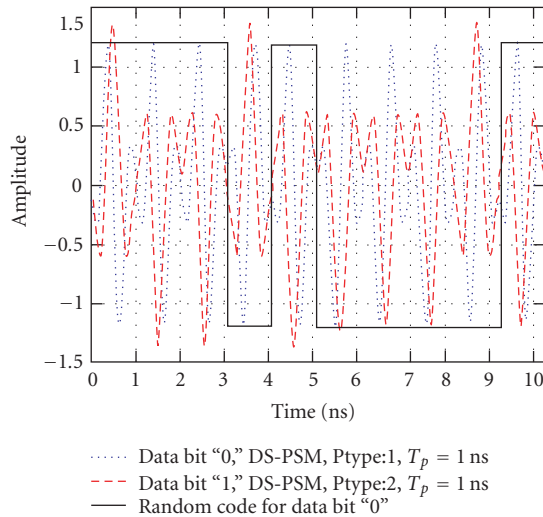 1.5
1
0.5
0
−0.5
−1
−1.5
Amplitude
0 1 2 3 4 5 6 7 8 9 10
Time (ns)
Data bit “0,” DS-PSM, Ptype:1, T_p = 1 ns
Data bit “1,” DS-PSM, Ptype:2, T_p = 1 ns
Random code for data bit “0”